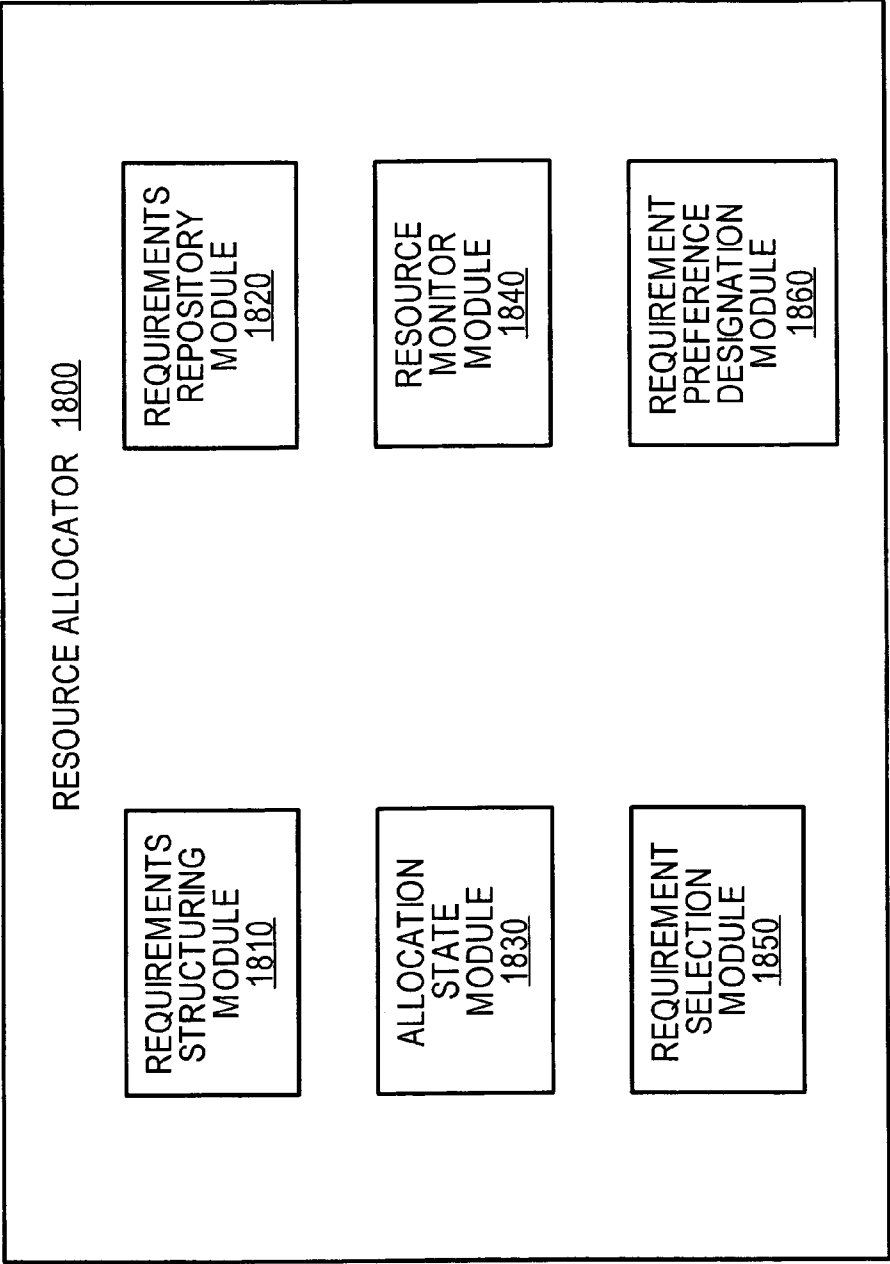 RESOURCE ALLOCATOR 1800
REQUIREMENTS
STRUCTURING
MODULE
1810
REQUIREMENTS
REPOSITORY
MODULE
1820
ALLOCATION
STATE
MODULE
1830
RESOURCE
MONITOR
MODULE
1840
REQUIREMENT
SELECTION
MODULE
1850
REQUIREMENT
PREFERENCE
DESIGNATION
MODULE
1860